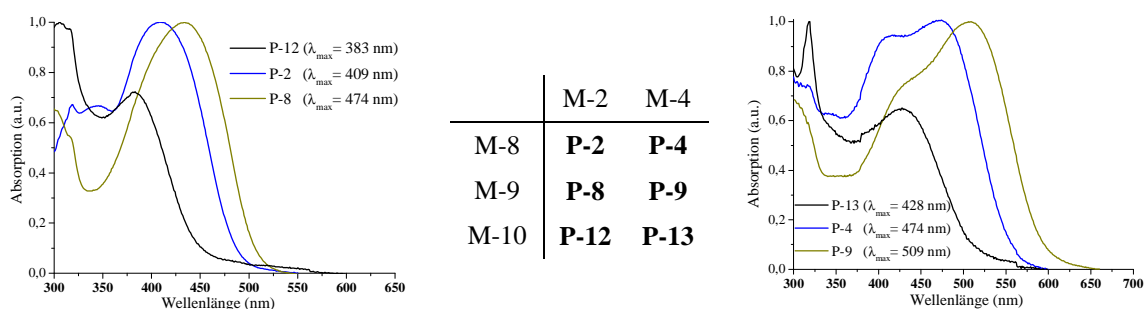 1,0
0,8
0,6
0,4
0,2
0,0
Absorption (a.u.)
P-12 (λmax= 383 nm)
P-2 (λmax= 409 nm)
P-8 (λmax= 474 nm)
300 350 400 450 500 550 600 650
Wellenlänge (nm)
M-2 M-4
M-8 P-2 P-4
M-9 P-8 P-9
M-10 P-12 P-13
1,0
0,8
0,6
0,4
0,2
0,0
Absorption (a.u.)
P-13 (λmax= 428 nm)
P-4 (λmax= 474 nm)
P-9 (λmax= 509 nm)
300 350 400 450 500 550 600 650 700
Wellenlänge (nm)